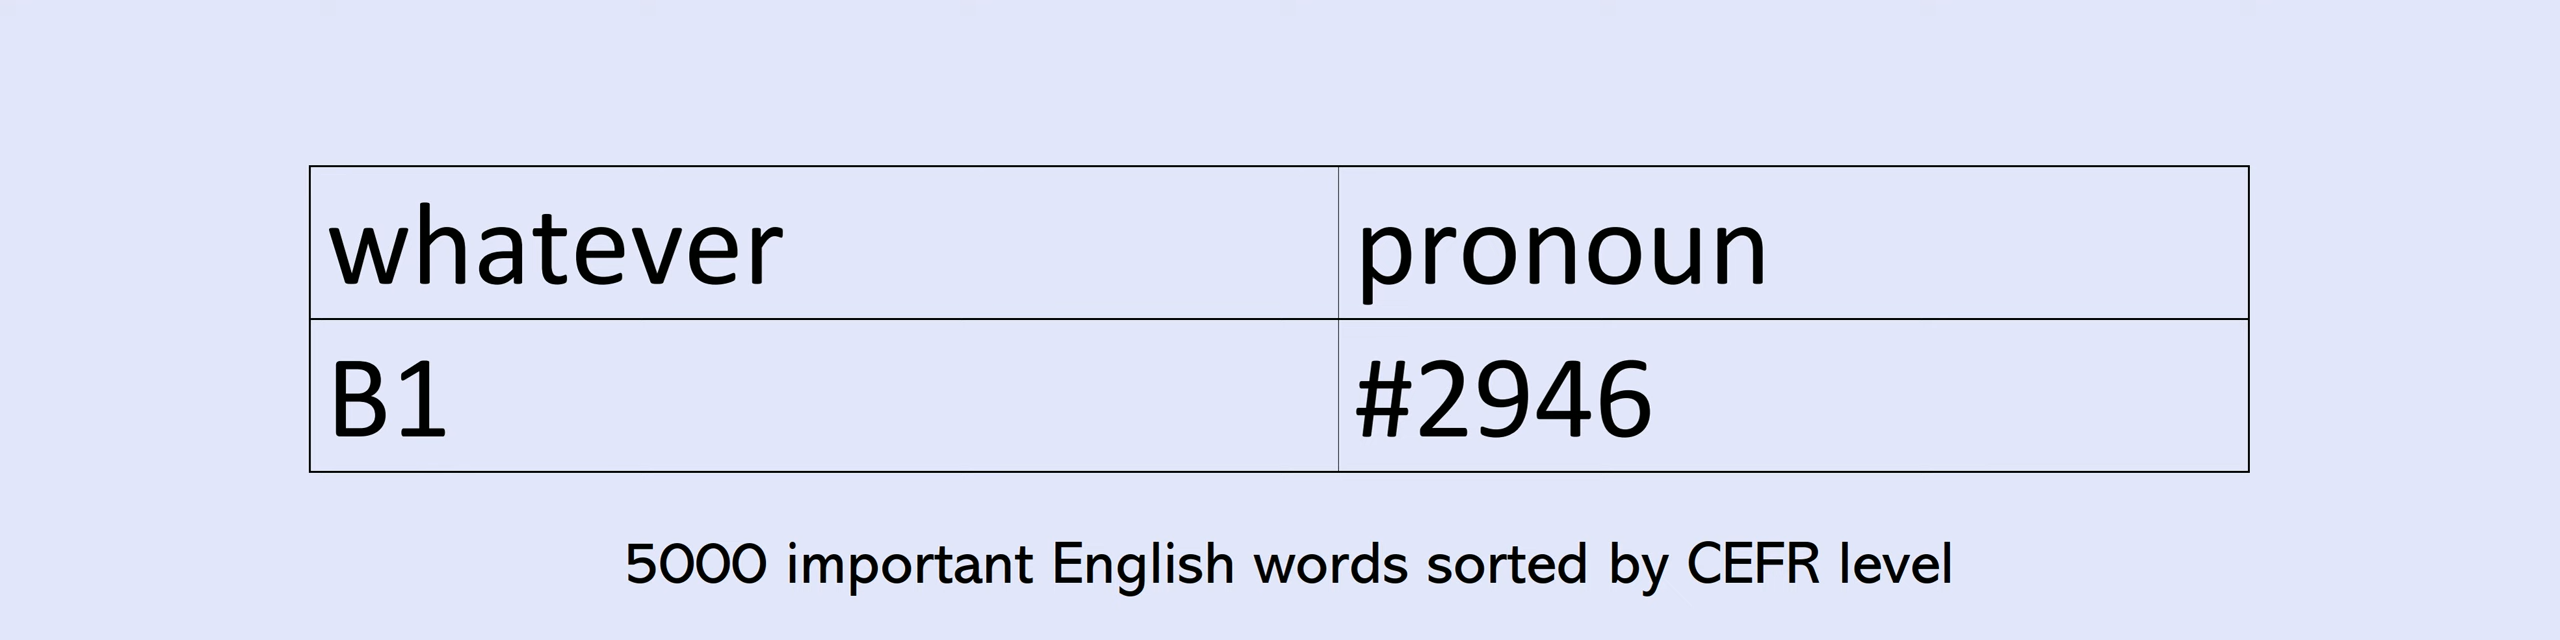 whatever pronoun
B1 #2946
5000 important English words sorted by CEFR level